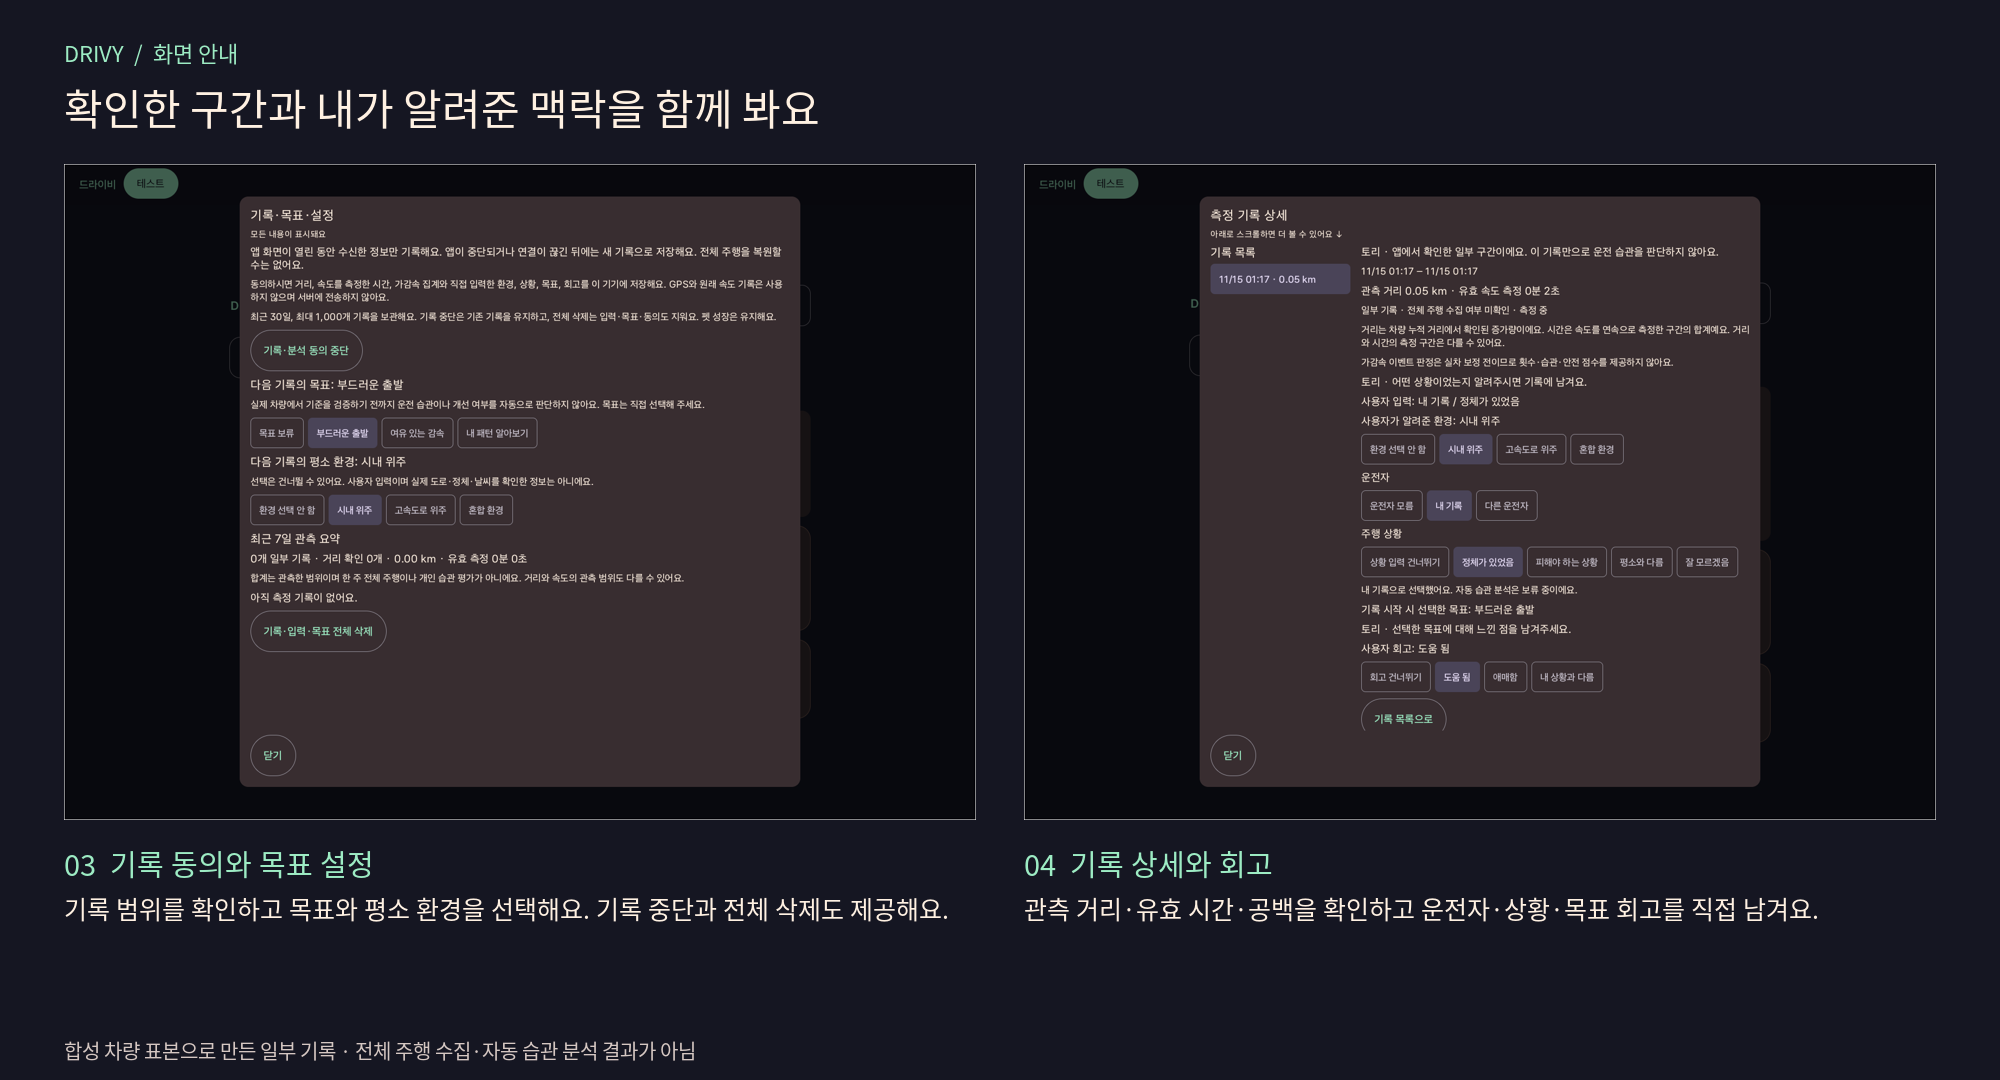 DRIVY / 화면 안내
확인한 구간과 내가 알려준 맥락을 함께 봐요
드라이비 테스트
기록·목표·설정
모든 내용이 표시돼요
앱 화면이 열린 동안 수신한 정보만 기록해요. 앱이 중단되거나 연결이 끊긴 뒤에는 새 기록으로 저장해요. 전체 주행을 복원할
수는 없어요.
동의하시면 거리, 속도를 측정한 시간, 가감속 집계와 직접 입력한 환경, 상황, 목표, 회고를 이 기기에 저장해요. GPS와 원래 속도 기록은 사용
하지 않으며 서버에 전송하지 않아요.
최근 30일, 최대 1,000개 기록을 보관해요. 기록 중단은 기존 기록을 유지하고, 전체 삭제는 입력·목표·동의도 지워요. 펫 성장은 유지해요.
기록·분석 동의 중단
다음 기록의 목표: 부드러운 출발
실제 차량에서 기준을 검증하기 전까지 운전 습관이나 개선 여부를 자동으로 판단하지 않아요. 목표는 직접 선택해 주세요.
목표 보류 부드러운 출발 여유 있는 감속 내 패턴 알아보기
다음 기록의 평소 환경: 시내 위주
선택은 건너뛸 수 있어요. 사용자 입력이며 실제 도로·정체·날씨를 확인한 정보는 아니에요.
환경 선택 안 함 시내 위주 고속도로 위주 혼합 환경
최근 7일 관측 요약
0개 일부 기록 · 거리 확인 0개 · 0.00 km · 유효 측정 0분 0초
합계는 관측한 범위이며 한 주 전체 주행이나 개인 습관 평가가 아니에요. 거리와 속도의 관측 범위도 다를 수 있어요.
아직 측정 기록이 없어요.
기록·입력·목표 전체 삭제
닫기
D
드라이비 테스트
측정 기록 상세
아래로 스크롤하면 더 볼 수 있어요 ↓
기록 목록
11/15 01:17 · 0.05 km
토리 · 앱에서 확인한 일부 구간이에요. 이 기록만으로 운전 습관을 판단하지 않아요.
11/15 01:17 – 11/15 01:17
관측 거리 0.05 km · 유효 속도 측정 0분 2초
일부 기록 · 전체 주행 수집 여부 미확인 · 측정 중
거리는 차량 누적 거리에서 확인된 증가량이에요. 시간은 속도를 연속으로 측정한 구간의 합계예요. 거리
와 시간의 측정 구간은 다를 수 있어요.
가감속 이벤트 판정은 실차 보정 전이므로 횟수·습관·안전 점수를 제공하지 않아요.
토리 · 어떤 상황이었는지 알려주시면 기록에 남겨요.
사용자 입력: 내 기록 / 정체가 있었음
사용자가 알려준 환경: 시내 위주
환경 선택 안 함 시내 위주 고속도로 위주 혼합 환경
운전자
운전자 모름 내 기록 다른 운전자
주행 상황
상황 입력 건너뛰기 정체가 있었음 피해야 하는 상황 평소와 다름 잘 모르겠음
내 기록으로 선택했어요. 자동 습관 분석은 보류 중이에요.
기록 시작 시 선택한 목표: 부드러운 출발
토리 · 선택한 목표에 대해 느낀 점을 남겨주세요.
사용자 회고: 도움 됨
회고 건너뛰기 도움 됨 애매함 내 상황과 다름
기록 목록으로
닫기
D
03 기록 동의와 목표 설정
기록 범위를 확인하고 목표와 평소 환경을 선택해요. 기록 중단과 전체 삭제도 제공해요.
04 기록 상세와 회고
관측 거리·유효 시간·공백을 확인하고 운전자·상황·목표 회고를 직접 남겨요.
합성 차량 표본으로 만든 일부 기록 · 전체 주행 수집·자동 습관 분석 결과가 아님